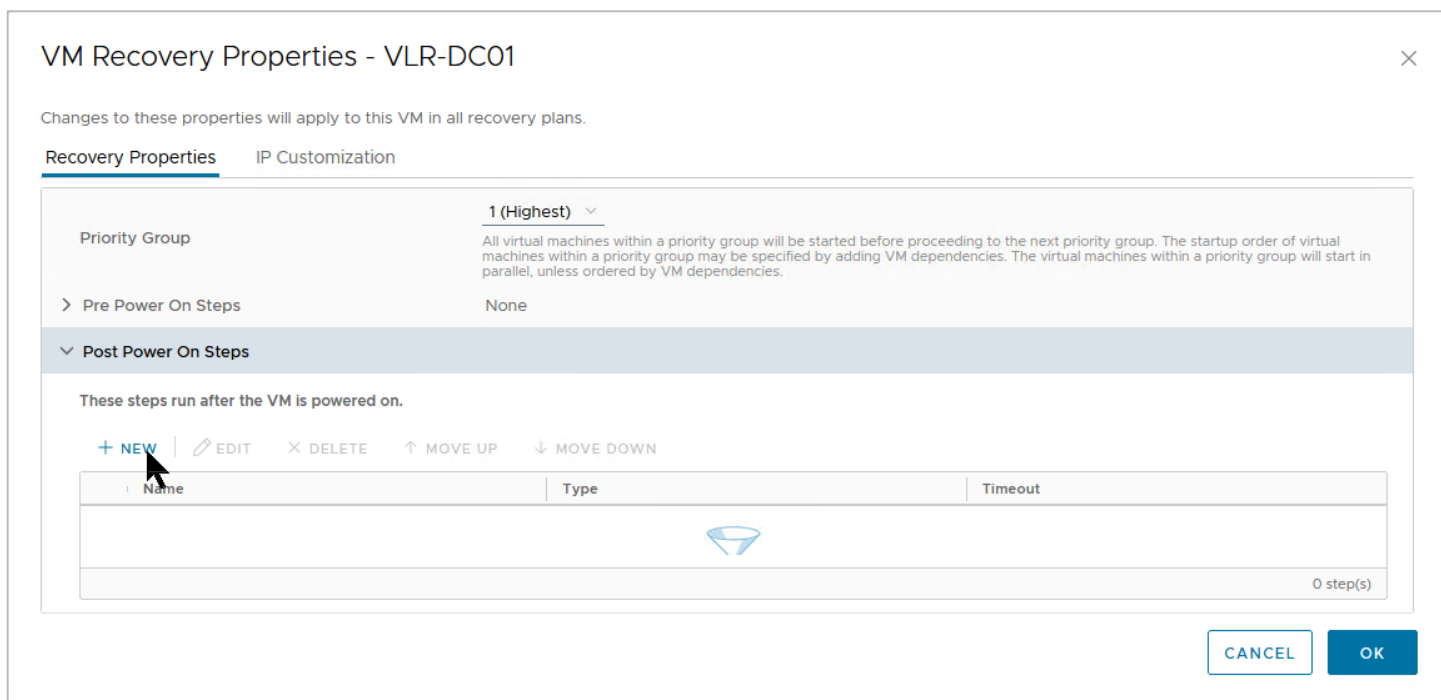 VM Recovery Properties - VLR-DC01
Changes to these properties will apply to this VM in all recovery plans.
Recovery Properties
IP Customization
1 (Highest)
Priority Group
All virtual machines within a priority group will be started before proceeding to the next priority group. The startup order of virtual
machines within a priority group may be specified by adding VM dependencies. The virtual machines within a priority group will start in
parallel, unless ordered by VM dependencies.
Pre Power On Steps
None
Post Power On Steps
These steps run after the VM is powered on.
NEW
EDIT
DELETE
MOVE UP
MOVE DOWN
Name
Type
Timeout
0 step(s)
CANCEL
OK